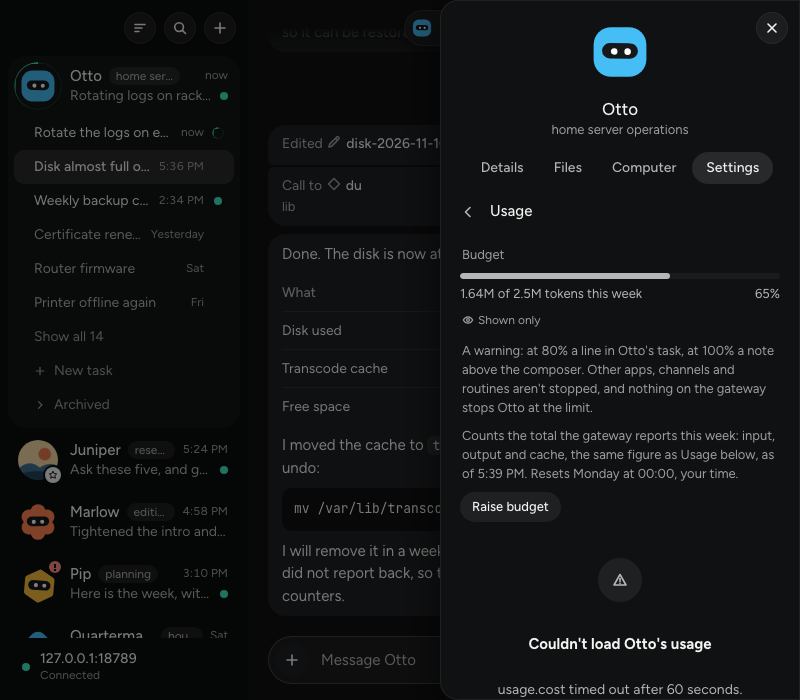 Otto home ser... now
Rotating logs on rack...
Rotate the logs on e... now
Disk almost full o... 5:36 PM
Weekly backup c... 2:34 PM
Certificate rene... Yesterday
Router firmware Sat
Printer offline again Fri
Show all 14
+ New task
> Archived
Juniper rese... 5:24 PM
Ask these five, and g...
Marlow editi... 4:58 PM
Tightened the intro and...
Pip planning 3:10 PM
Here is the week, wit...
Quarterma hou... Sat
127.0.0.1:18789
Connected
so it can be restore
Edited disk-2026-11-1
Call to du
lib
Done. The disk is now at
What
Disk used
Transcode cache
Free space
I moved the cache to
undo:
mv /var/lib/transco
I will remove it in a week
did not report back, so t
counters.
+ Message Otto
Otto
home server operations
Details Files Computer Settings
Usage
Budget
1.64M of 2.5M tokens this week 65%
Shown only
A warning: at 80% a line in Otto's task, at 100% a note
above the composer. Other apps, channels and
routines aren't stopped, and nothing on the gateway
stops Otto at the limit.
Counts the total the gateway reports this week: input,
output and cache, the same figure as Usage below, as
of 5:39 PM. Resets Monday at 00:00, your time.
Raise budget
Couldn't load Otto's usage
usage.cost timed out after 60 seconds.